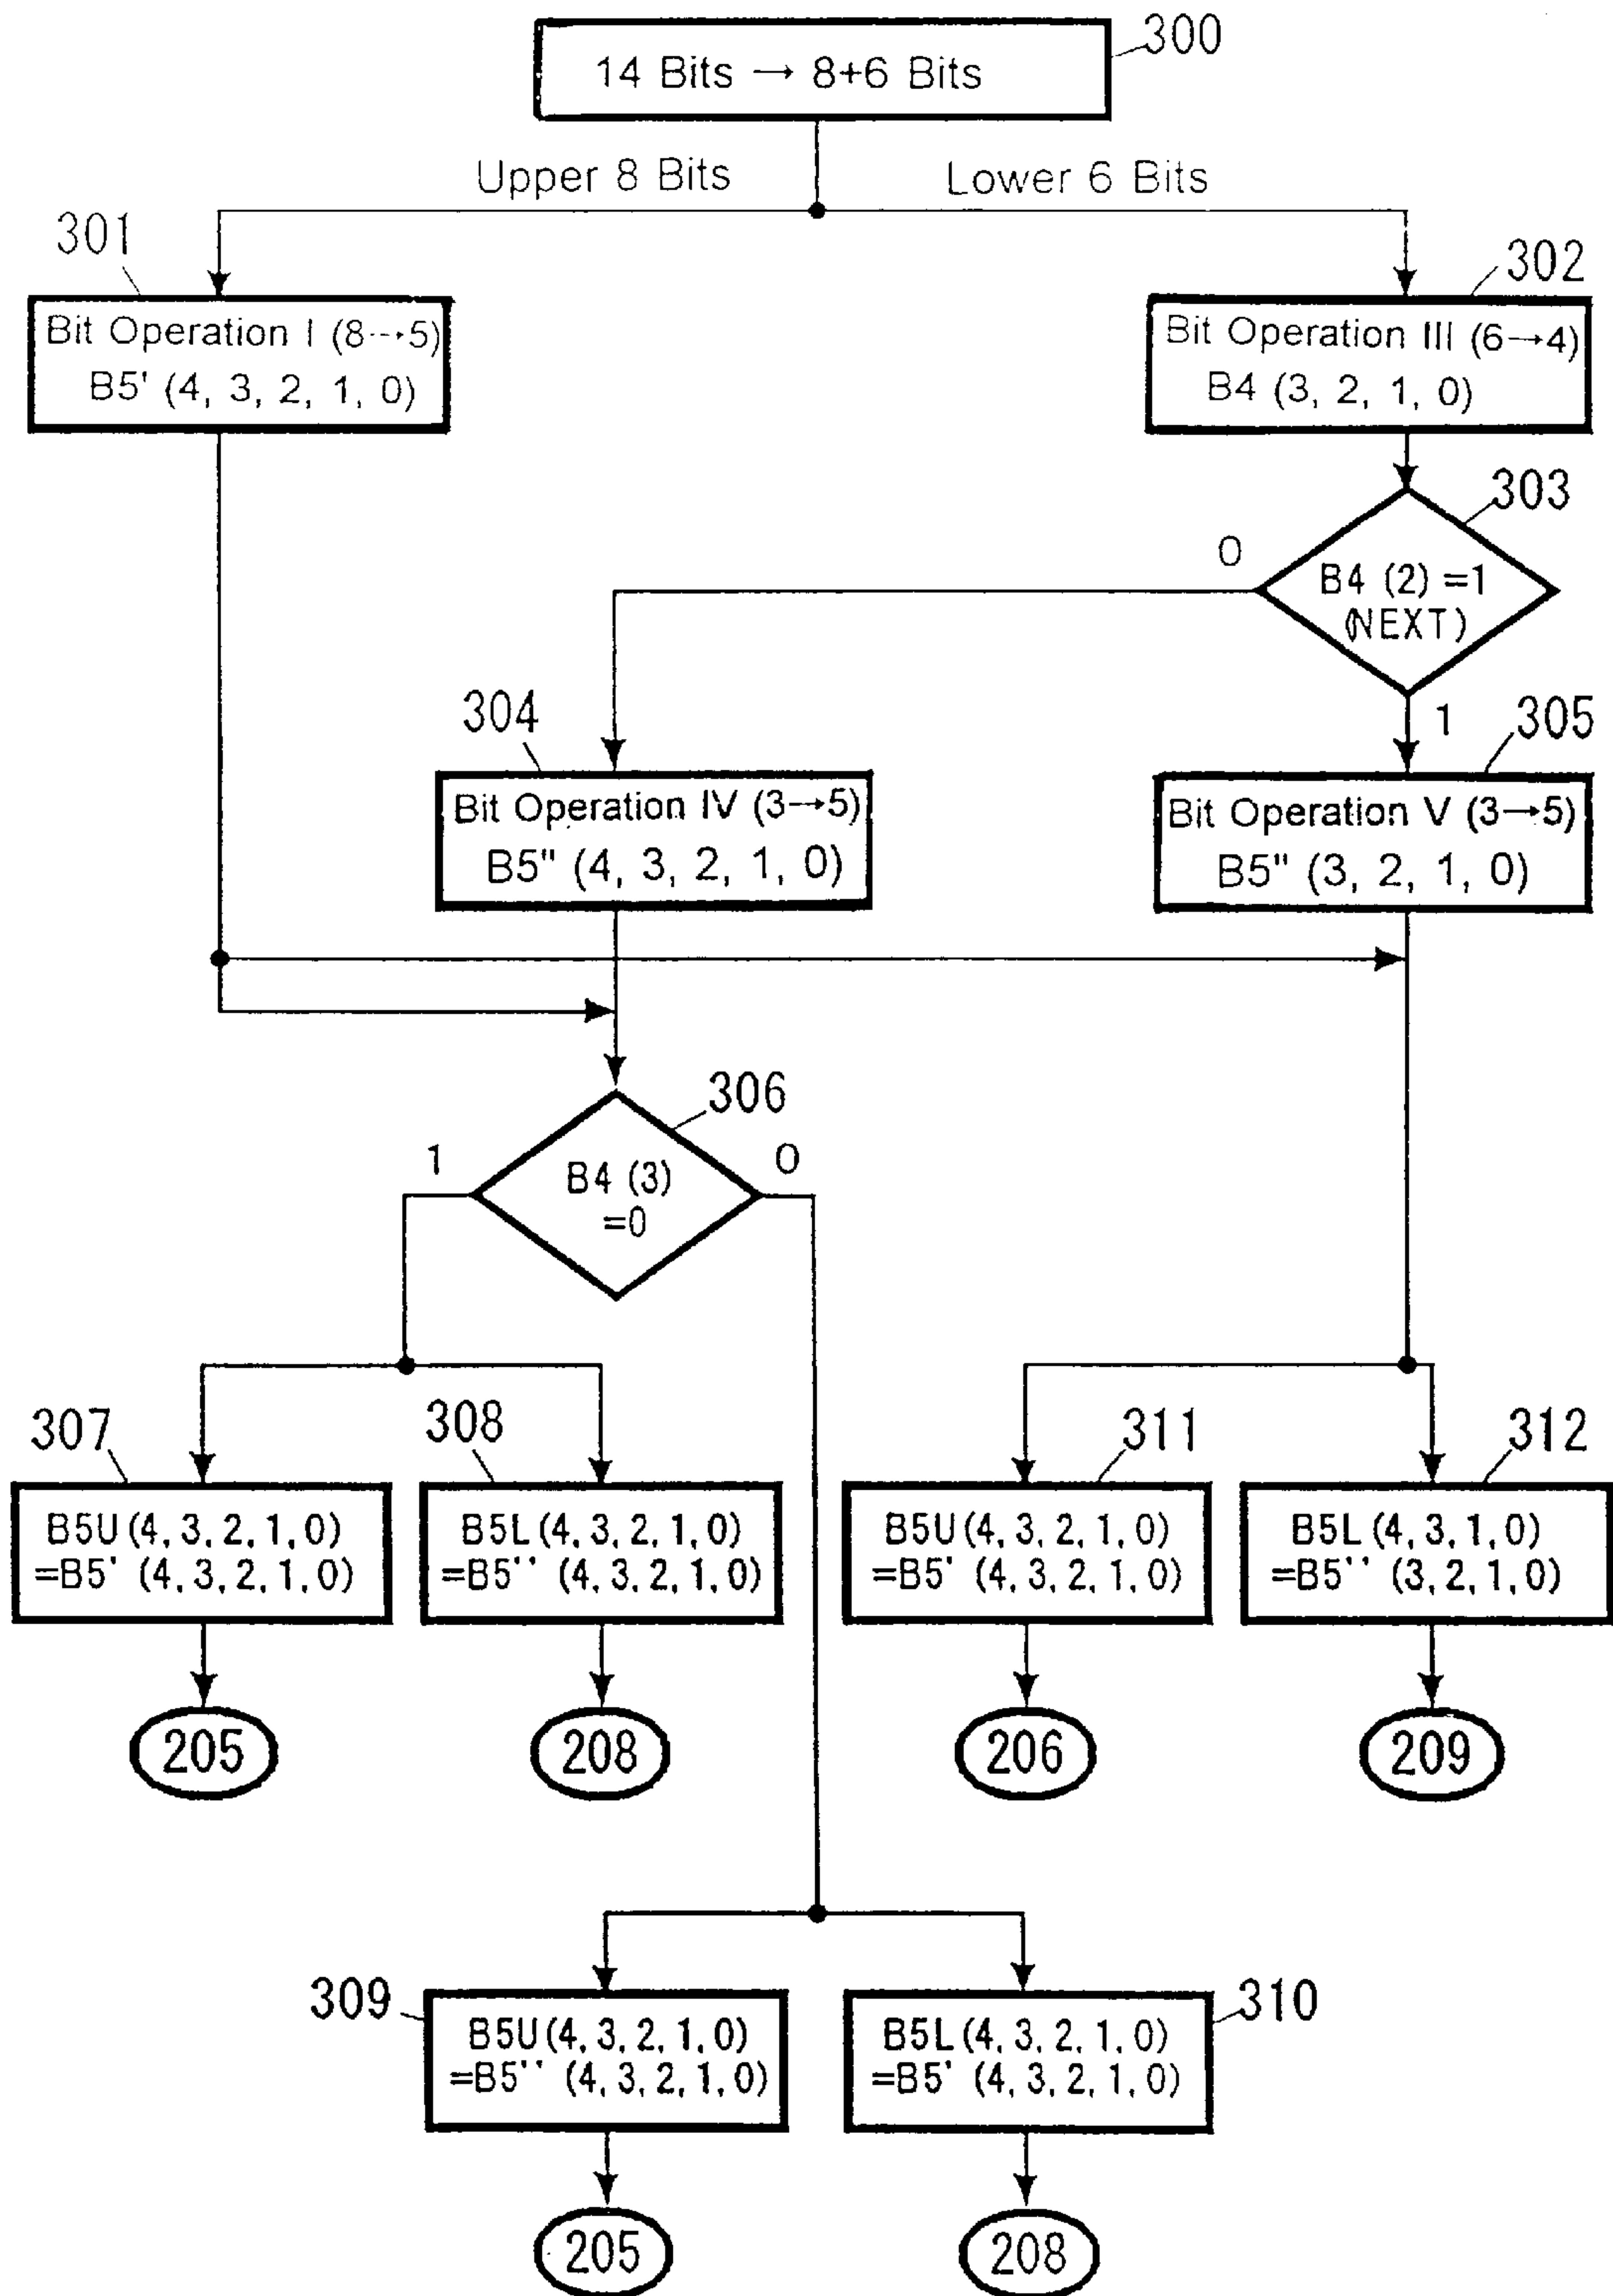 300
14 Bits → 8+6 Bits
Upper 8 Bits
Lower 6 Bits
301
302
Bit Operation I (8→5)
B5' (4, 3, 2, 1, 0)
Bit Operation III (6→4)
B4 (3, 2, 1, 0)
303
0
B4 (2) =1
(NEXT)
1
304
305
Bit Operation IV (3→5)
B5" (4, 3, 2, 1, 0)
Bit Operation V (3→5)
B5" (3, 2, 1, 0)
306
1
0
B4 (3)
=0
307
308
311
312
B5U(4,3,2,1,0)
=B5' (4,3,2,1,0)
B5L(4,3,2,1,0)
=B5'' (4,3,2,1,0)
B5U(4,3,2,1,0)
=B5' (4,3,2,1,0)
B5L(4,3,1,0)
=B5'' (3,2,1,0)
205
208
206
209
309
310
B5U(4,3,2,1,0)
=B5'' (4,3,2,1,0)
B5L(4,3,2,1,0)
=B5' (4,3,2,1,0)
205
208